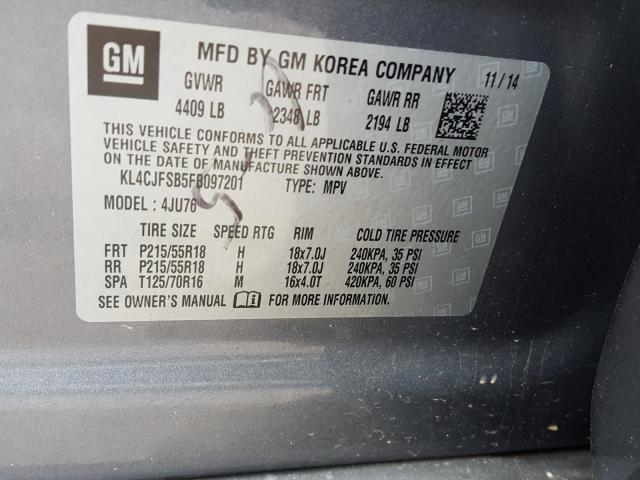 GM
MFD BY GM KOREA COMPANY 11/14
GVWR GAWR FRT GAWR RR
4409 LB 2348 LB 2194 LB
THIS VEHICLE CONFORMS TO ALL APPLICABLE U.S. FEDERAL MOTOR
VEHICLE SAFETY AND THEFT PREVENTION STANDARDS IN EFFECT
ON THE DATE OF MANUFACTURE SHOWN ABOVE.
KL4CJFSB5FB097201 TYPE: MPV
MODEL : 4JU76
TIRE SIZE SPEED RTG RIM COLD TIRE PRESSURE
FRT P215/55R18 H 18x7.0J 240KPA, 35 PSI
RR P215/55R18 H 18x7.0J 240KPA, 35 PSI
SPA T125/70R16 M 16x4.0T 420KPA, 60 PSI
SEE OWNER'S MANUAL FOR MORE INFORMATION.